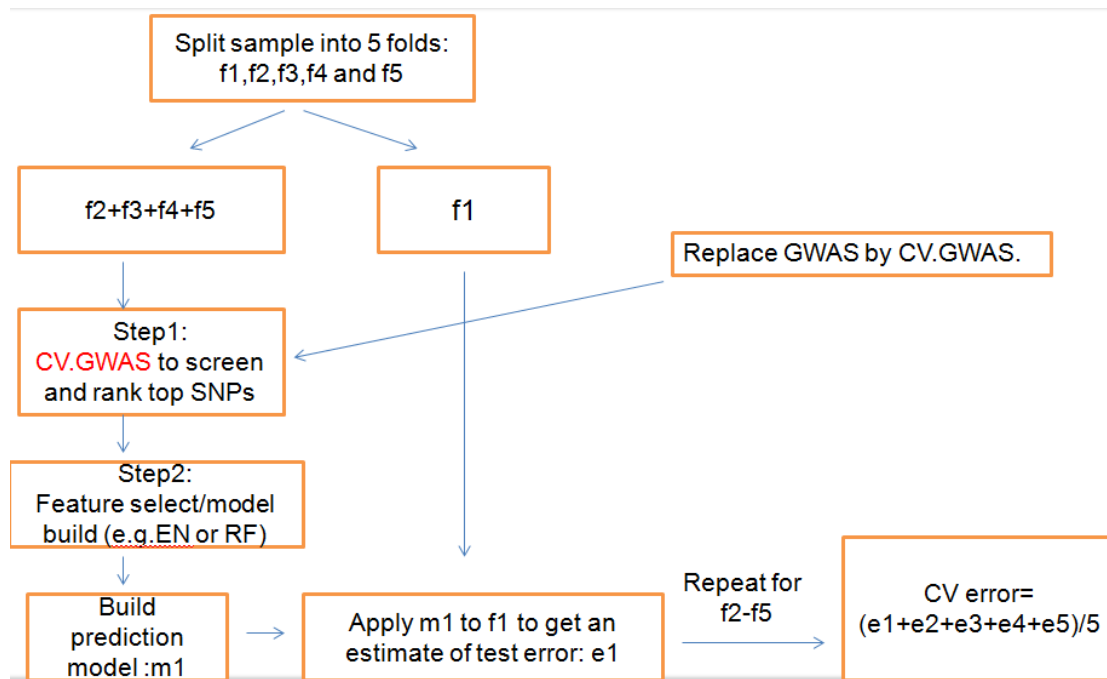 Split sample into 5 folds:
f1,f2,f3,f4 and f5
f2+f3+f4+f5
f1
Replace GWAS by CV.GWAS.
Step1:
CV.GWAS to screen
and rank top SNPs
Step2:
Feature select/model
build (e.g.EN or RF)
Build
prediction
model :m1
Apply m1 to f1 to get an
estimate of test error: e1
Repeat for
f2-f5
CV error=
(e1+e2+e3+e4+e5)/5